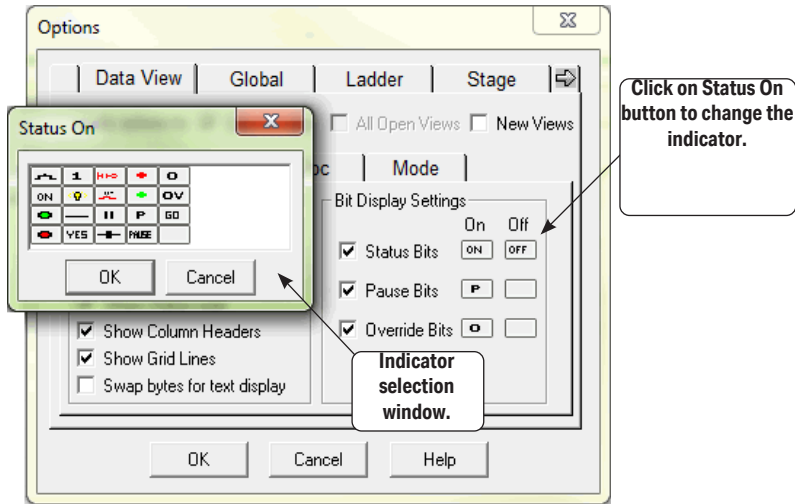 Options
Data View Global Ladder Stage
All Open Views New Views
Status On
1 O
ON OV
II P GO
YES PAUSE
OK Cancel
Mode
Bit Display Settings
On Off
Status Bits ON OFF
Pause Bits P
Override Bits O
Show Column Headers
Show Grid Lines
Swap bytes for text display
OK Cancel Help
Click on Status On
button to change the
indicator.
Indicator
selection
window.